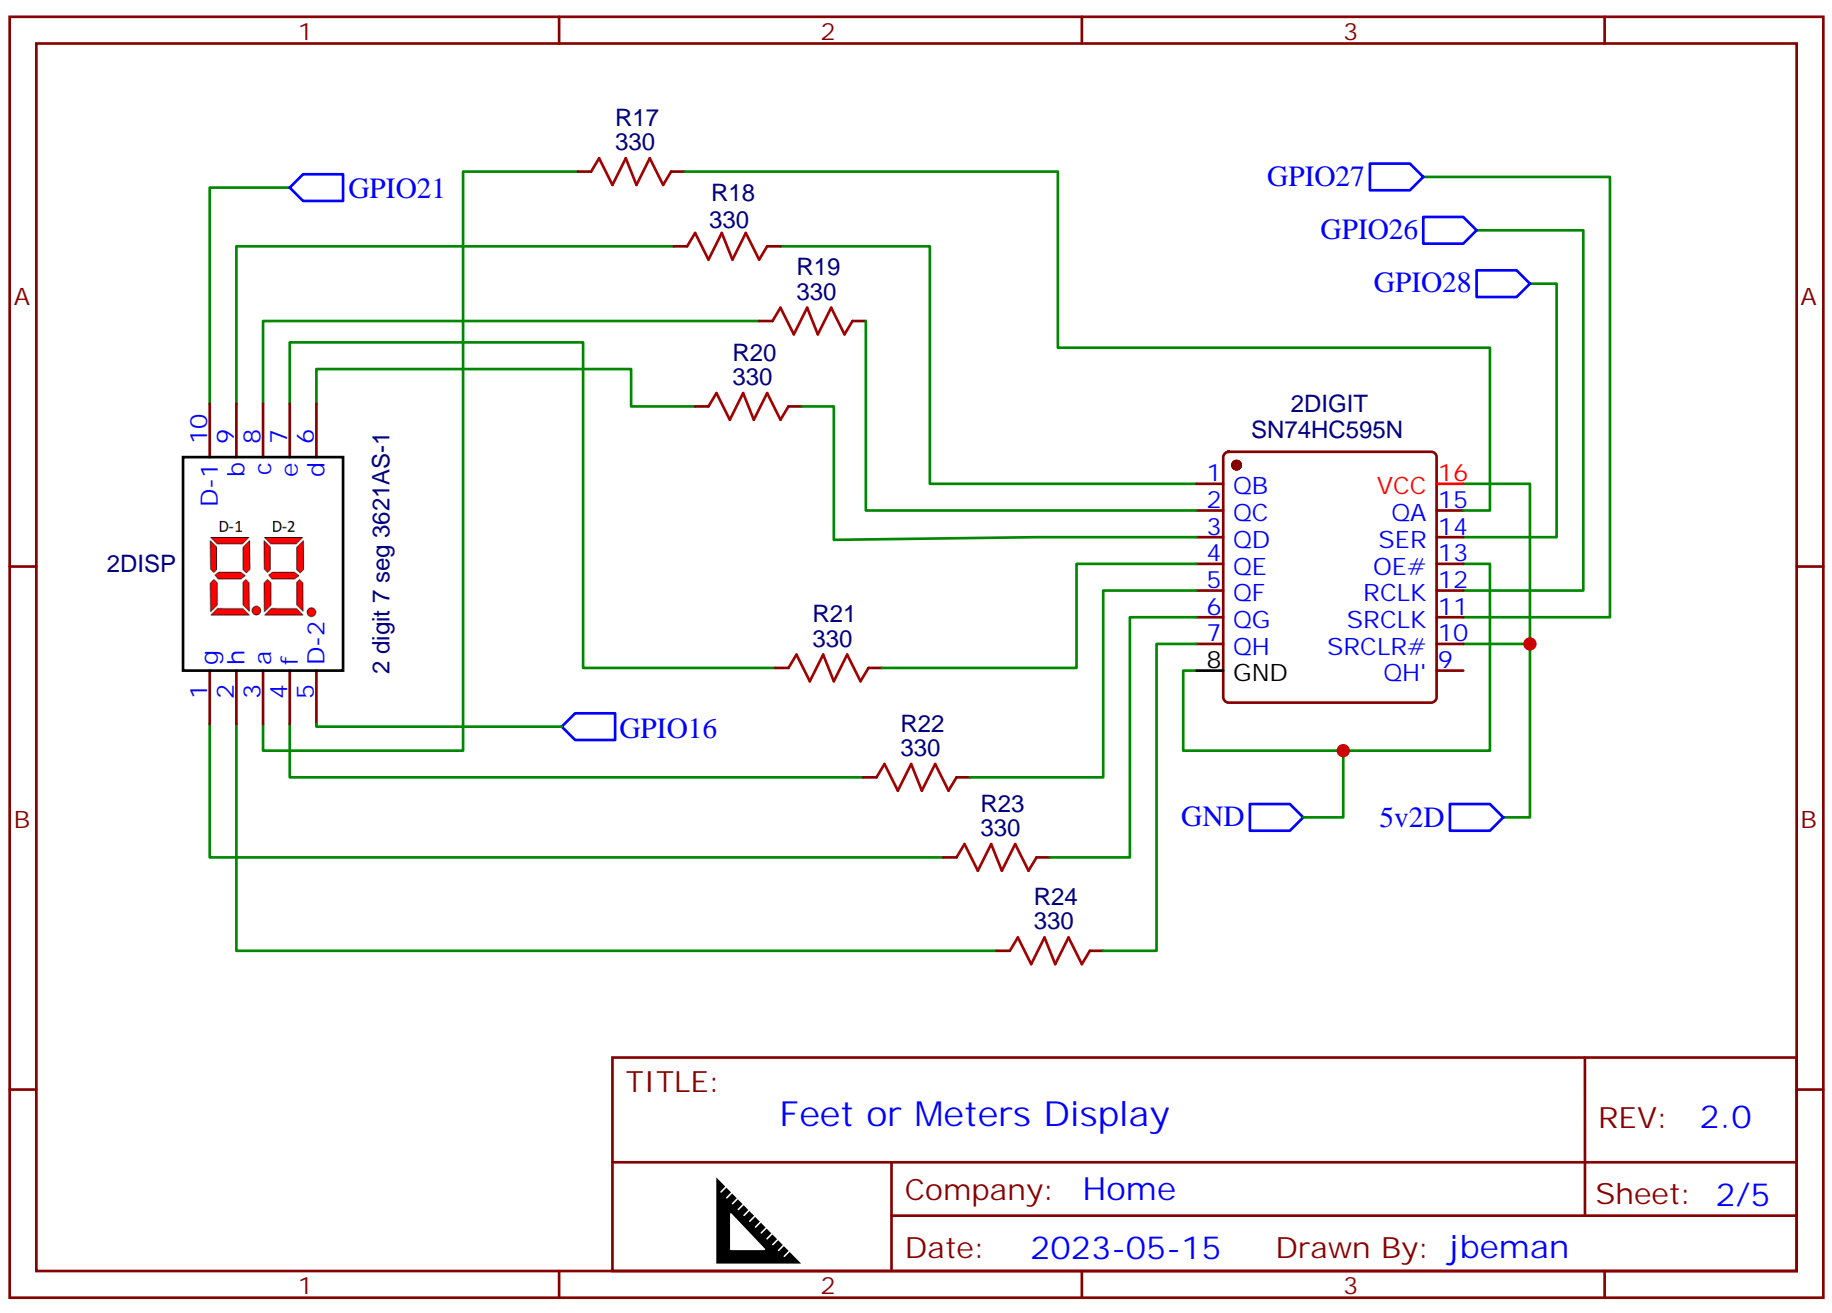 1
2
3
A
A
B
B
R17
330
R18
330
R19
330
R20
330
R21
330
R22
330
R23
330
R24
330
GPIO21
GPIO16
GPIO27
GPIO26
GPIO28
GND
5v2D
2DISP
2 digit 7 seg 3621AS-1
10
9
8
7
6
D-1
b
c
e
d
D-1
D-2
g
h
a
f
D-2
1
2
3
4
5
2DIGIT
SN74HC595N
1
QB
2
QC
3
QD
4
QE
5
QF
6
QG
7
QH
8
GND
16
VCC
15
QA
14
SER
13
OE#
12
RCLK
11
SRCLK
10
SRCLR#
9
QH'
TITLE:
Feet or Meters Display
REV: 2.0
Company: Home
Sheet: 2/5
Date: 2023-05-15
Drawn By: jbeman
1
2
3